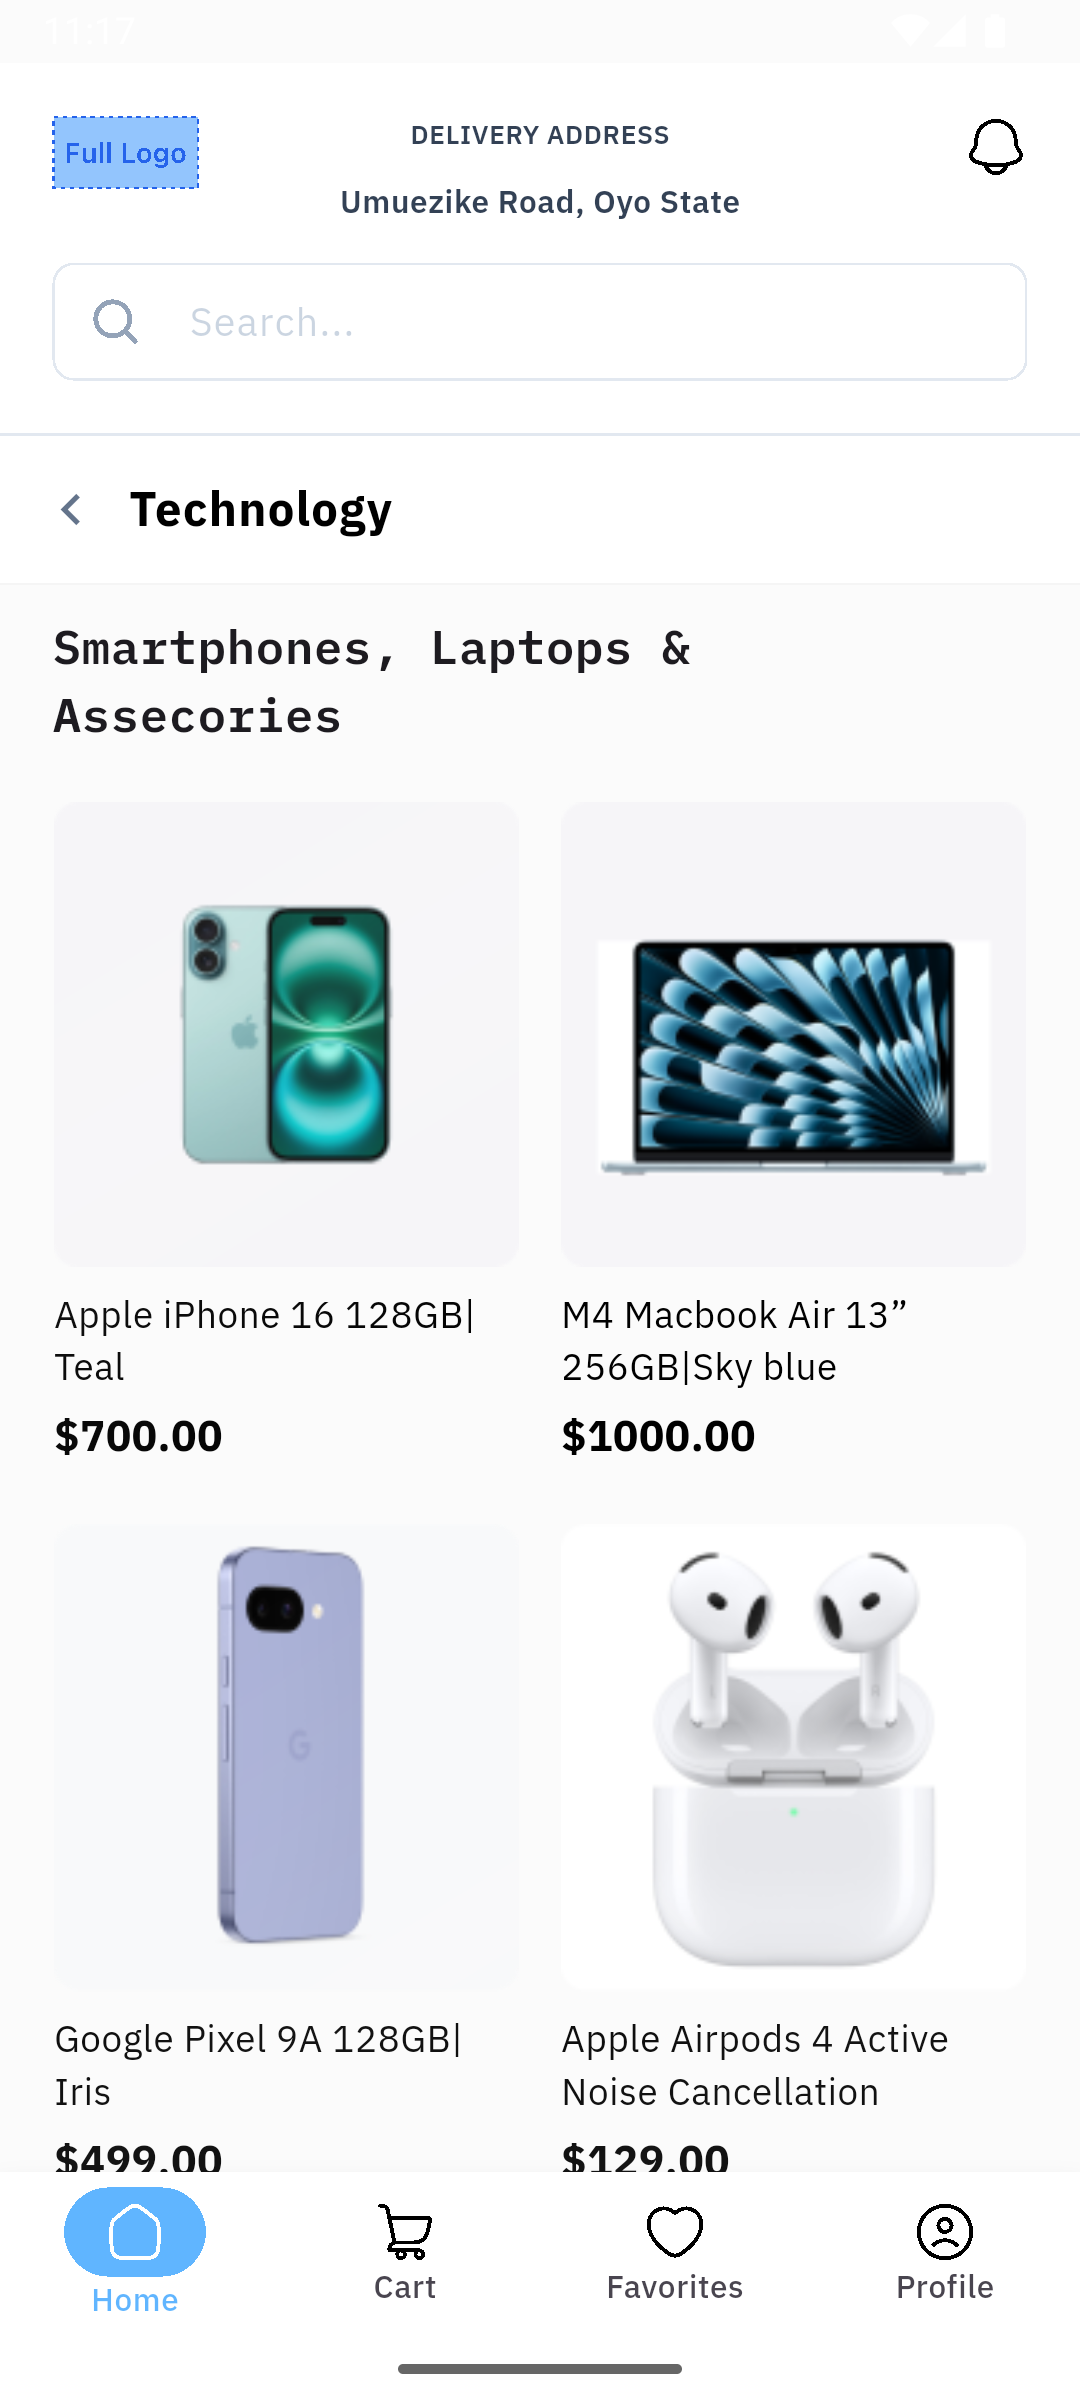 11:17
Full Logo
DELIVERY ADDRESS
Umuezike Road, Oyo State
Search...
Technology
Smartphones, Laptops &
Assecories
Apple iPhone 16 128GB|
Teal
$700.00
M4 Macbook Air 13”
256GB|Sky blue
$1000.00
Google Pixel 9A 128GB|
Iris
$499.00
Apple Airpods 4 Active
Noise Cancellation
$129.00
Home
Cart
Favorites
Profile